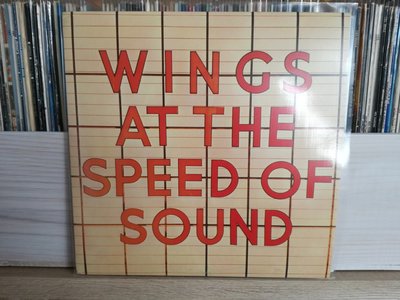 WINGS
AT THE
SPEED OF
SOUND